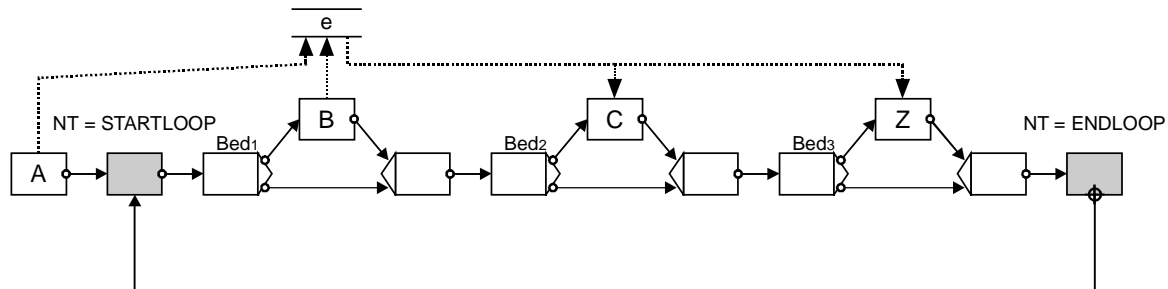 e
B
C
Z
NT = STARTLOOP
NT = ENDLOOP
Bed1
Bed2
Bed3
A